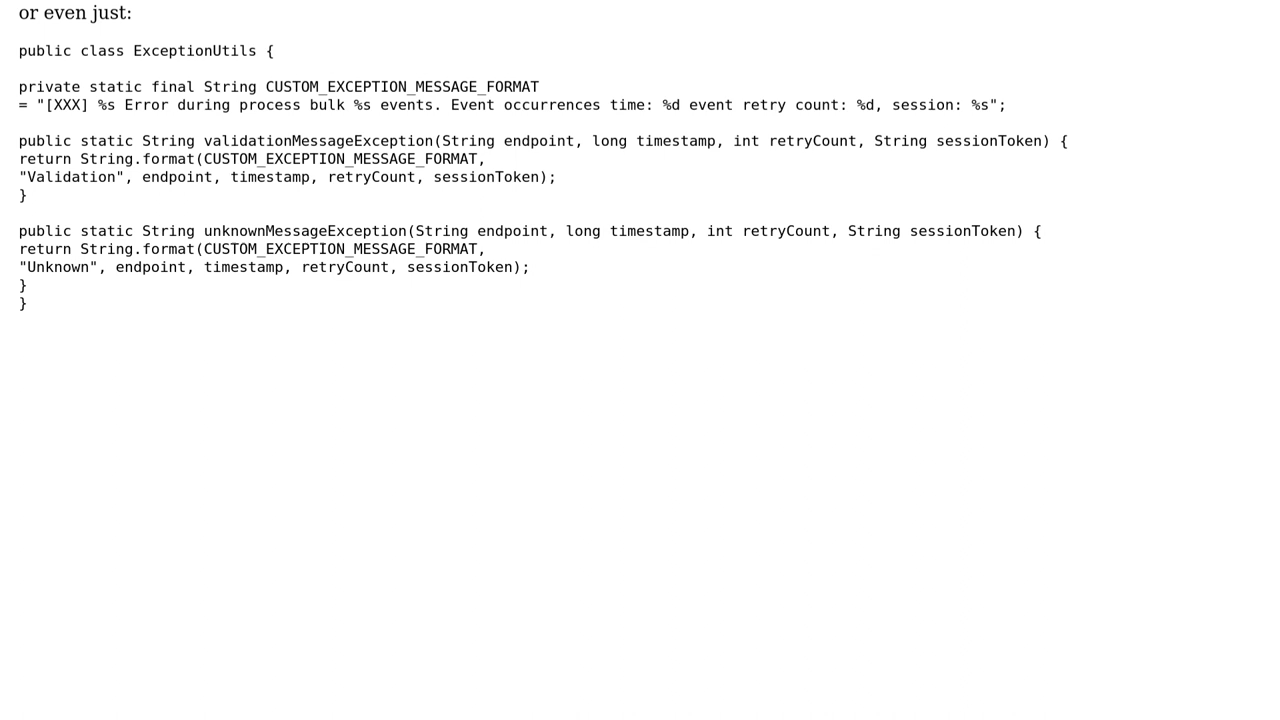 or even just:
public class ExceptionUtils {
private static final String CUSTOM_EXCEPTION_MESSAGE_FORMAT
= "[XXX] %s Error during process bulk %s events. Event occurrences time: %d event retry count: %d, session: %s";
public static String validationMessageException(String endpoint, long timestamp, int retryCount, String sessionToken) {
return String.format(CUSTOM_EXCEPTION_MESSAGE_FORMAT,
"Validation", endpoint, timestamp, retryCount, sessionToken);
}
public static String unknownMessageException(String endpoint, long timestamp, int retryCount, String sessionToken) {
return String.format(CUSTOM_EXCEPTION_MESSAGE_FORMAT,
"Unknown", endpoint, timestamp, retryCount, sessionToken);
}
}